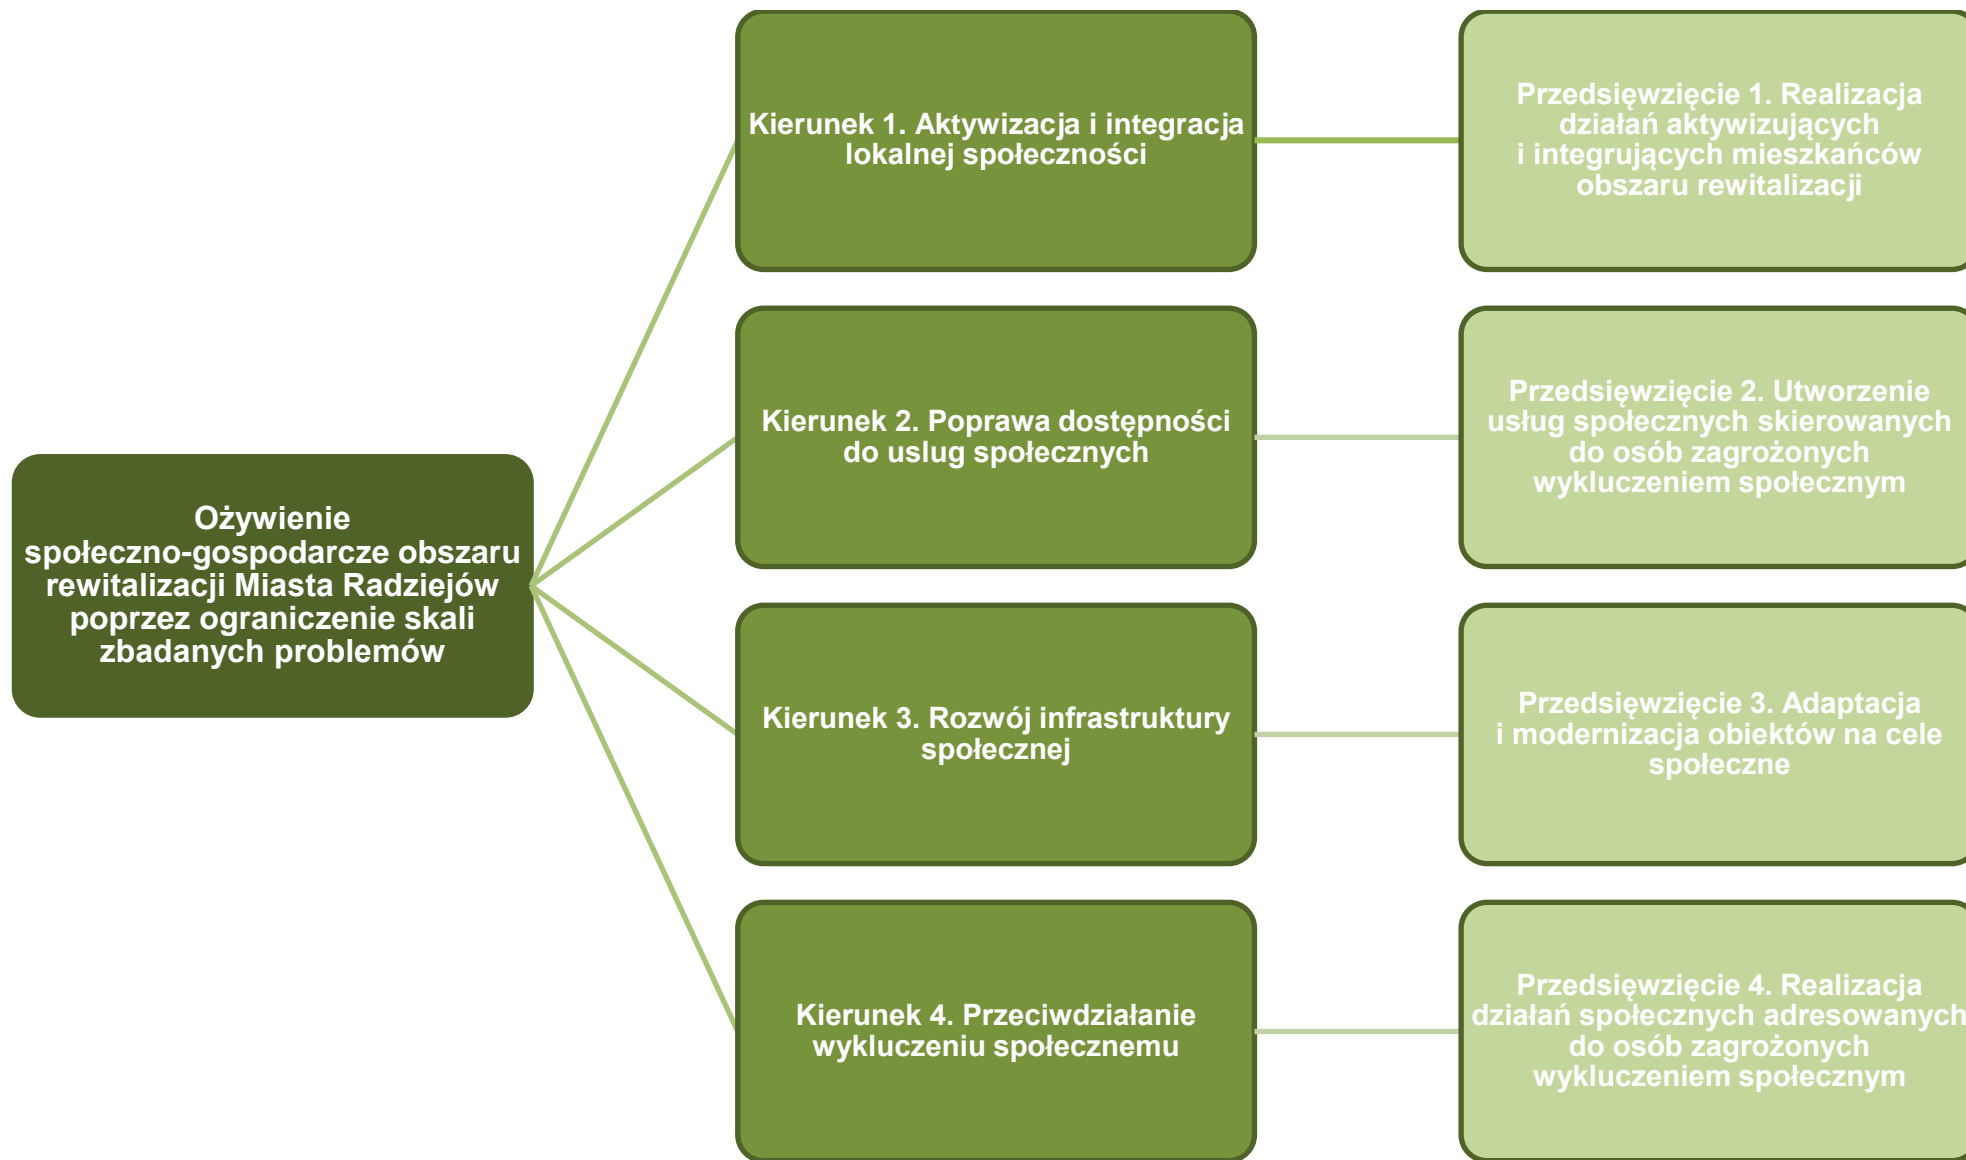 Ożywienie
społeczno-gospodarcze obszaru
rewitalizacji Miasta Radziejów
poprzez ograniczenie skali
zbadanych problemów
Kierunek 1. Aktywizacja i integracja
lokalnej społeczności
Przedsięwzięcie 1. Realizacja
działań aktywizujących
i integrujących mieszkańców
obszaru rewitalizacji
Kierunek 2. Poprawa dostępności
do uslug społecznych
Przedsięwzięcie 2. Utworzenie
usług społecznych skierowanych
do osób zagrożonych
wykluczeniem społecznym
Kierunek 3. Rozwój infrastruktury
społecznej
Przedsięwzięcie 3. Adaptacja
i modernizacja obiektów na cele
społeczne
Kierunek 4. Przeciwdziałanie
wykluczeniu społecznemu
Przedsięwzięcie 4. Realizacja
działań społecznych adresowanych
do osób zagrożonych
wykluczeniem społecznym